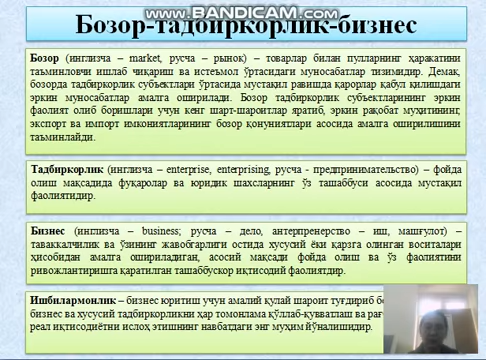 WWW.BANDICAM.COM
Бозор-тадбиркорлик-бизнес
Бозор (инглизча – market, русча – рынок) – товарлар билан пулларнинг ҳаракатини
таъминловчи ишлаб чиқариш ва истеъмол ўртасидаги муносабатлар тизимидир. Демак,
бозорда тадбиркорлик субъектлари ўртасида мустақил равишда қарорлар қабул қилишдаги
эркин муносабатлар амалга оширилади. Бозор тадбиркорлик субъектларининг эркин
фаолият олиб боришлари учун кенг шарт-шароитлар яратиб, эркин рақобат муҳитининг,
экспорт ва импорт имкониятларининг бозор қонуниятлари асосида амалга оширилишини
таъминлайди.
Тадбиркорлик (инглизча – enterprise, enterprising, русча - предпринимательство) – фойда
олиш мақсадида фуқаролар ва юридик шахсларнинг ўз ташаббуси асосида мустақил
фаолиятидир.
Бизнес (инглизча – business; русча – дело, антерпренерство – иш, машғулот) –
таваккалчилик ва ўзининг жавобгарлиги остида хусусий ёки қарзга олинган воситалари
ҳисобидан амалга ошириладиган, асосий мақсади фойда олиш ва ўз фаолиятини
ривожлантиришга қаратилган ташаббускор иқтисодий фаолиятдир.
Ишбилармонлик – бизнес юритиш учун амалий қулай шароит туғдириб
бизнес ва хусусий тадбиркорликни ҳар томонлама қўллаб-қувватлаш ва
реал иқтисодиётни ислоҳ этишнинг навбатдаги энг муҳим йўналишидир.